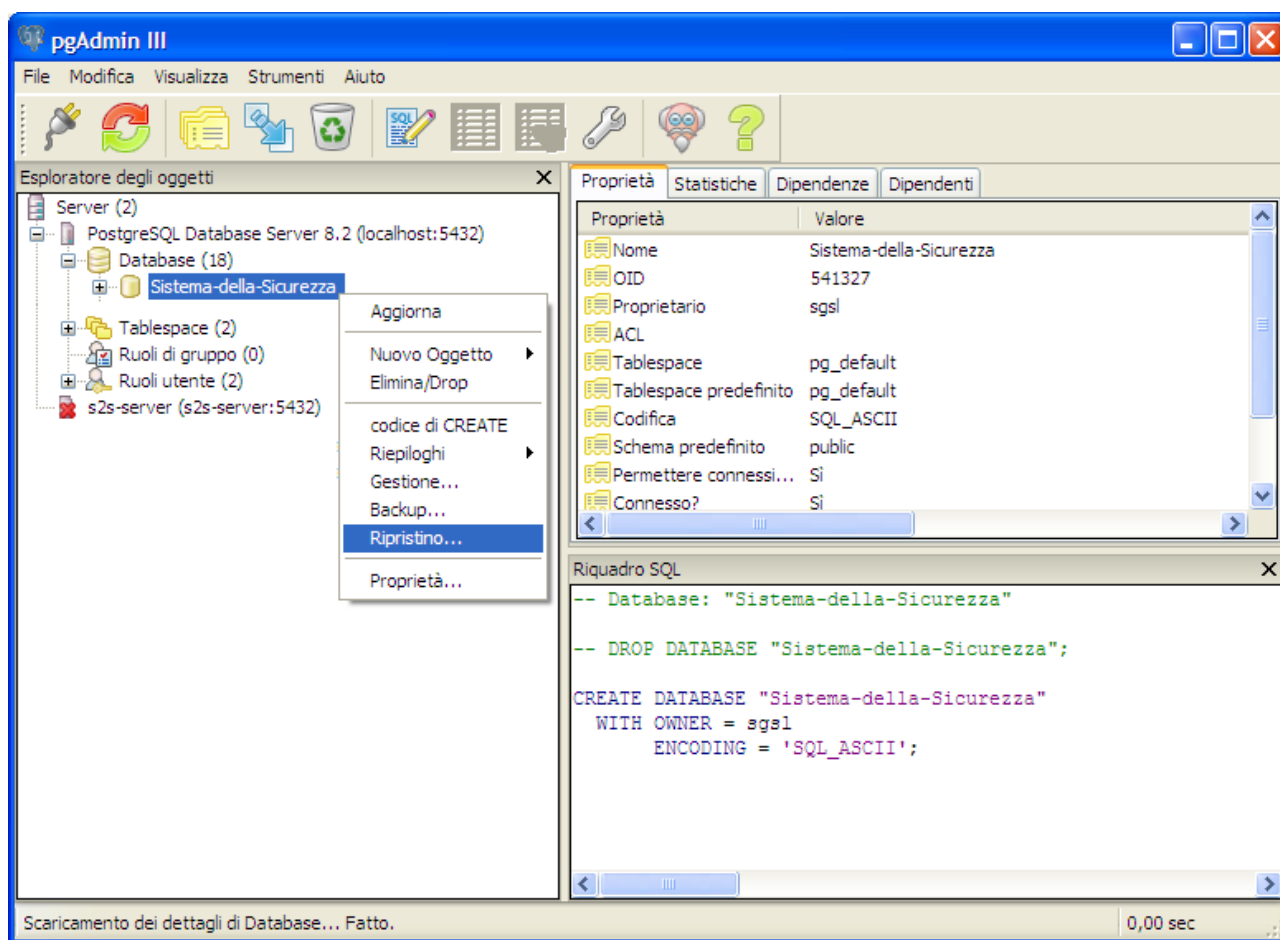 pgAdmin III
File Modifica Visualizza Strumenti Aiuto
SQL
Esploratore degli oggetti
Server (2)
PostgreSQL Database Server 8.2 (localhost:5432)
Database (18)
Sistema-della-Sicurezza
Tablespace (2)
Ruoli di gruppo (0)
Ruoli utente (2)
s2s-server (s2s-server:5432)
Aggiorna
Nuovo Oggetto
Elimina/Drop
codice di CREATE
Riepiloghi
Gestione...
Backup...
Ripristino...
Proprietà...
Proprietà Statistiche Dipendenze Dipendenti
Proprietà Valore
Nome Sistema-della-Sicurezza
OID 541327
Proprietario sgsl
ACL
Tablespace pg_default
Tablespace predefinito pg_default
Codifica SQL_ASCII
Schema predefinito public
Permettere connessi... Sì
Connesso? Sì
Riquadro SQL
-- Database: "Sistema-della-Sicurezza"
-- DROP DATABASE "Sistema-della-Sicurezza";
CREATE DATABASE "Sistema-della-Sicurezza"
WITH OWNER = sgsl
ENCODING = 'SQL_ASCII';
Scaricamento dei dettagli di Database... Fatto.
0,00 sec